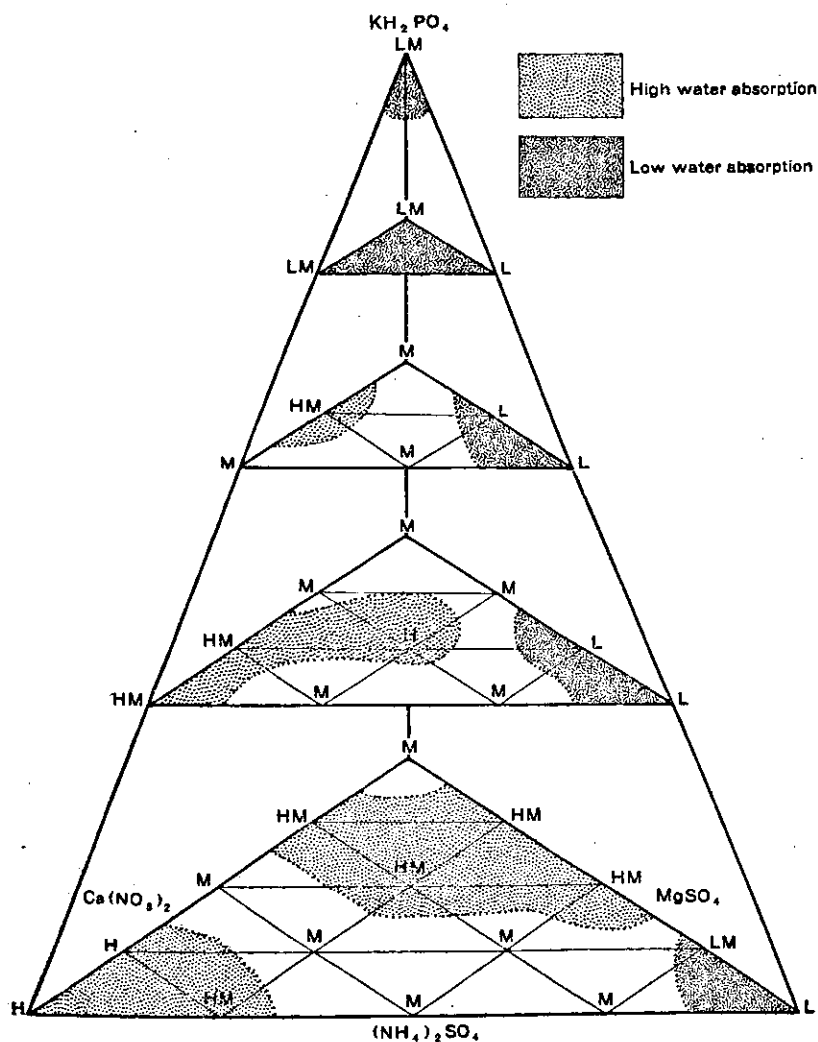 KH₂PO₄
LM
High water absorption
Low water absorption
LM
LM L
M
HM L
M
M L
M
M M
HM H L
M M
HM L
M
HM HM
HM
M HM
Ca(NO₃)₂ MgSO₄
H M M LM
H HM M M L
(NH₄)₂SO₄